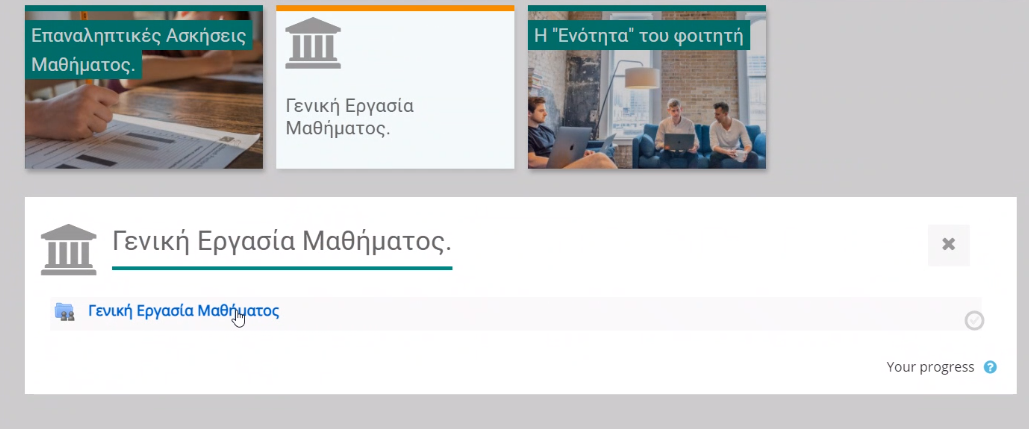 Επαναληπτικές Ασκήσεις
Μαθήματος.
Γενική Εργασία
Μαθήματος.
Η "Ενότητα" του φοιτητή
Γενική Εργασία Μαθήματος.
Γενική Εργασία Μαθήματος
Your progress